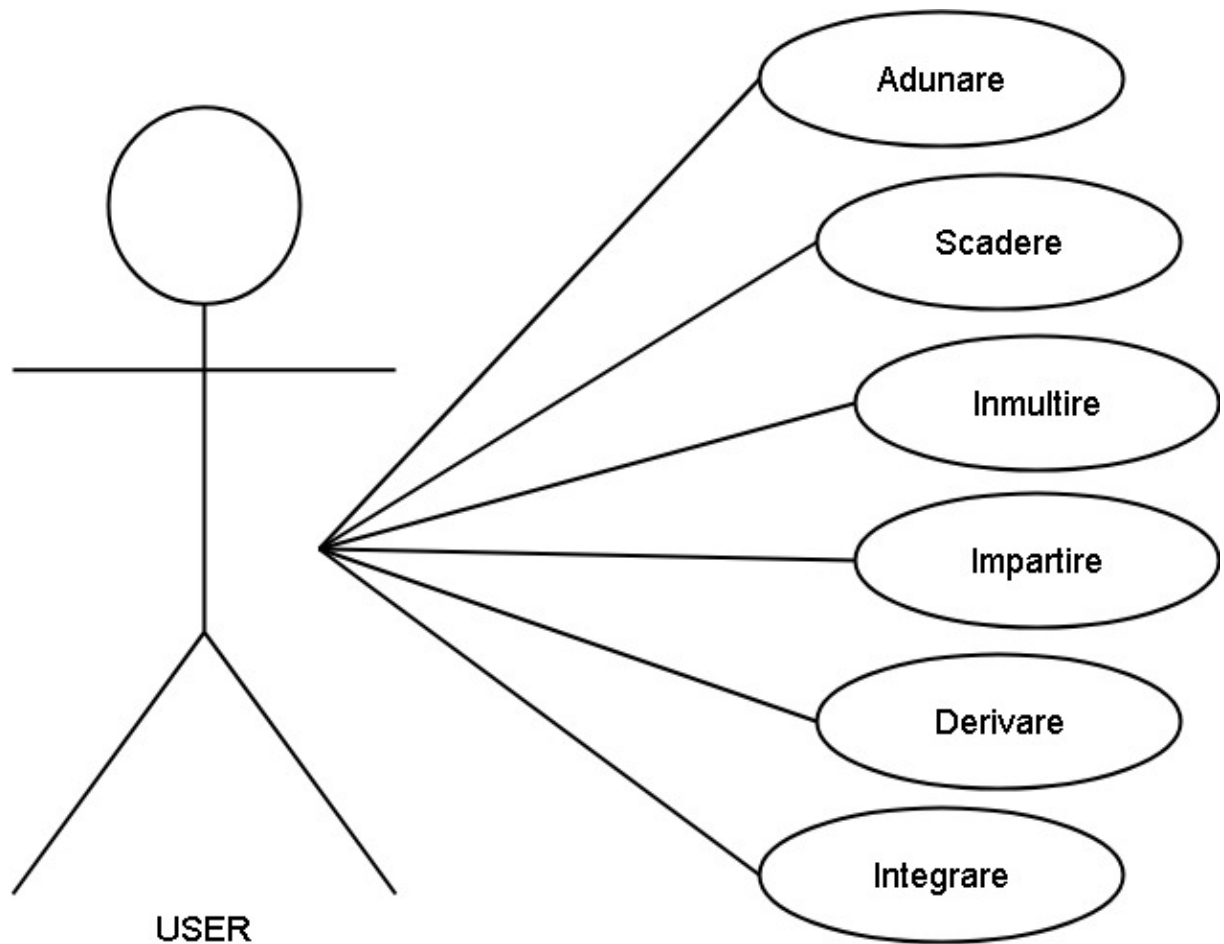 Adunare
Scadere
Inmultire
Impartire
Derivare
Integrare
USER